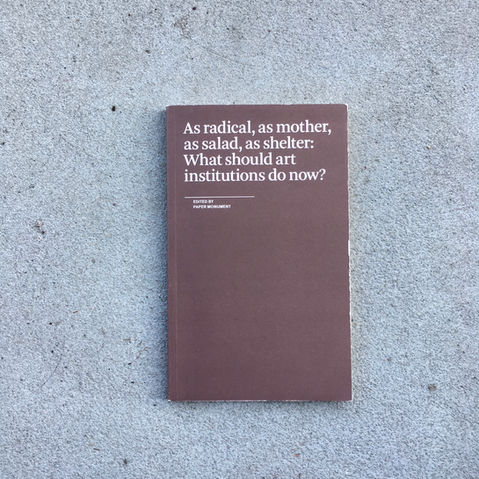 As radical, as mother,
as salad, as shelter:
What should art
institutions do now?
EDITED BY
PAPER MONUMENT